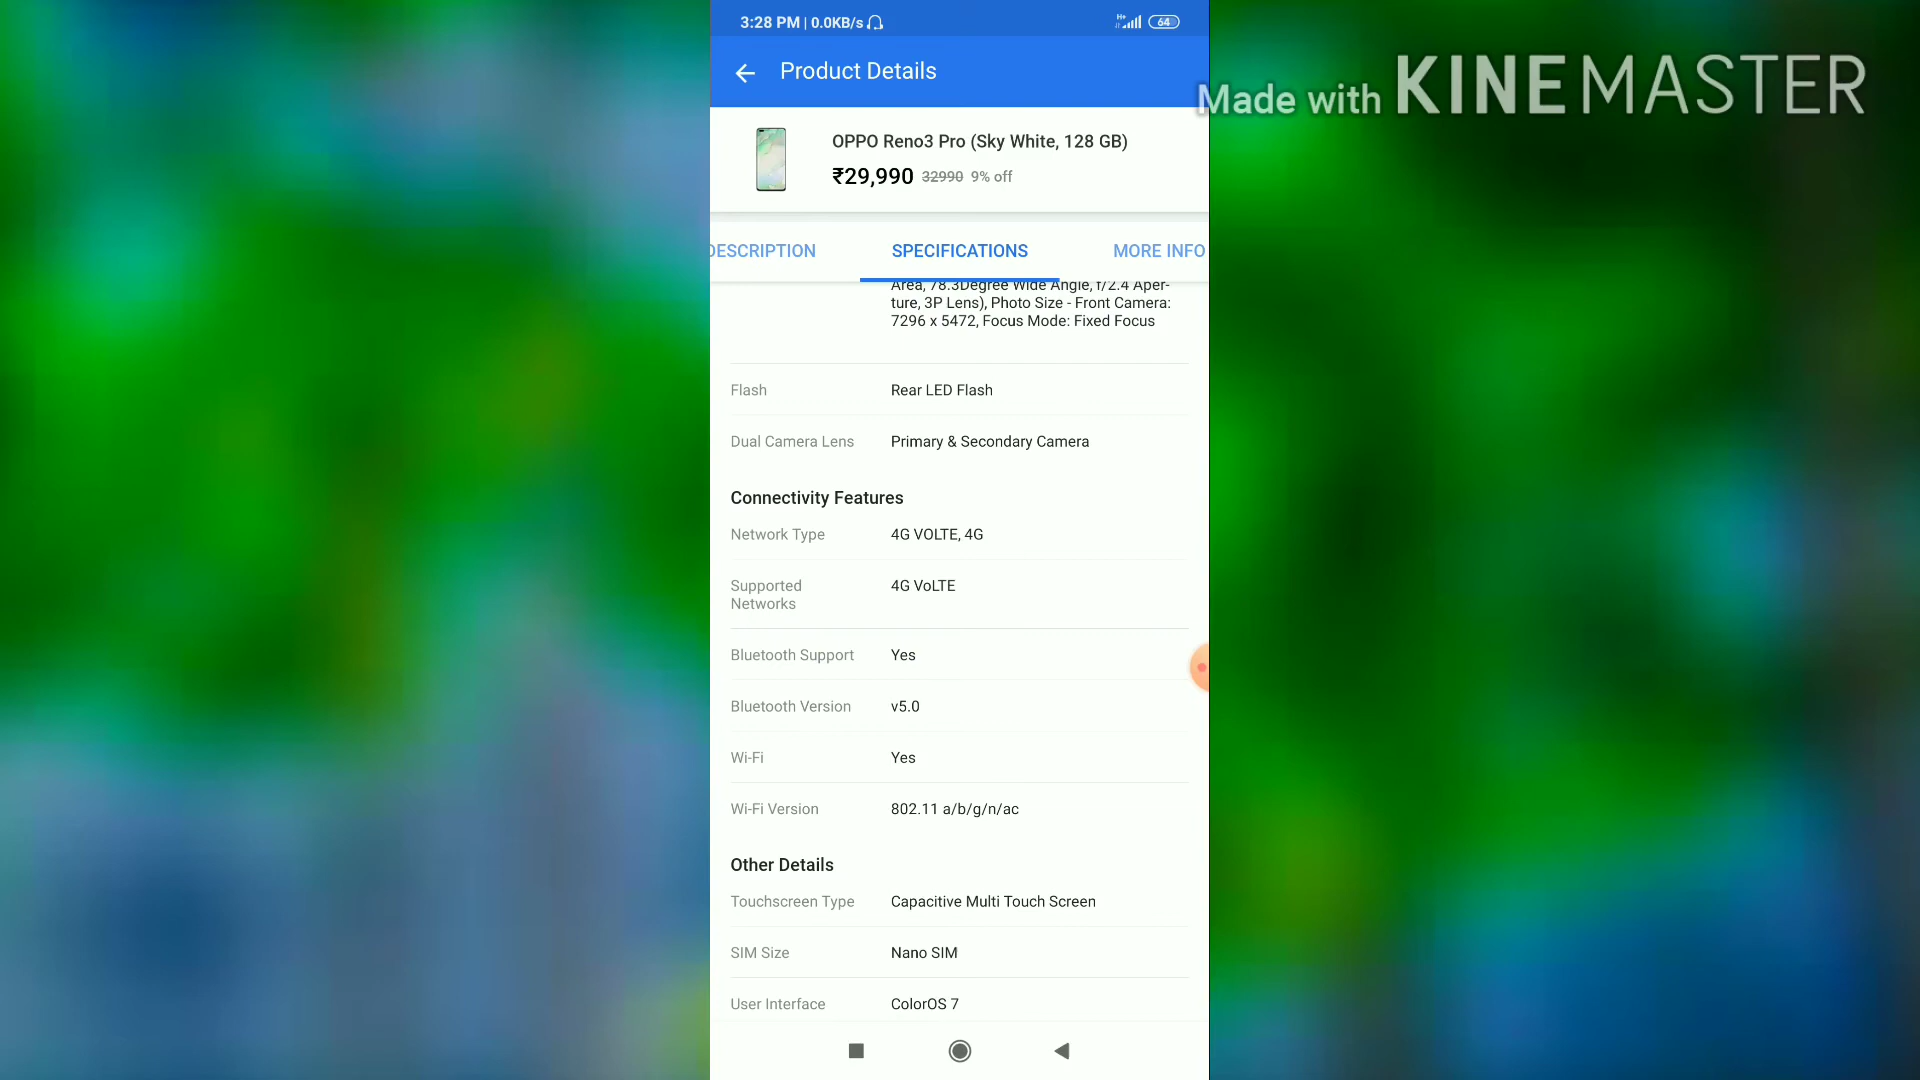 3:28 PM | 0.0KB/s
H+
64
Product Details
Made with KINEMASTER
OPPO Reno3 Pro (Sky White, 128 GB)
₹29,990 32990 9% off
DESCRIPTION
SPECIFICATIONS
MORE INFO
Area, 78.3Degree Wide Angle, f/2.4 Aper-
ture, 3P Lens), Photo Size - Front Camera:
7296 x 5472, Focus Mode: Fixed Focus
Flash
Rear LED Flash
Dual Camera Lens
Primary & Secondary Camera
Connectivity Features
Network Type
4G VOLTE, 4G
Supported
Networks
4G VoLTE
Bluetooth Support
Yes
Bluetooth Version
v5.0
Wi-Fi
Yes
Wi-Fi Version
802.11 a/b/g/n/ac
Other Details
Touchscreen Type
Capacitive Multi Touch Screen
SIM Size
Nano SIM
User Interface
ColorOS 7